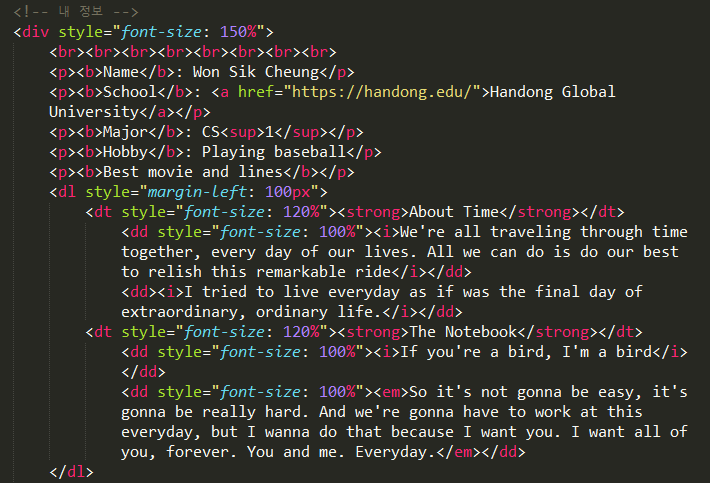 <!-- 내 정보 -->
<div style="font-size: 150%">
<br><br><br><br><br><br><br><br>
<p><b>Name</b>: Won Sik Cheung</p>
<p><b>School</b>: <a href="https://handong.edu/">Handong Global
University</a></p>
<p><b>Major</b>: CS<sup>1</sup></p>
<p><b>Hobby</b>: Playing baseball</p>
<p><b>Best movie and lines</b></p>
<dl style="margin-left: 100px">
<dt style="font-size: 120%"><strong>About Time</strong></dt>
<dd style="font-size: 100%"><i>We're all traveling through time
together, every day of our lives. All we can do is do our best
to relish this remarkable ride</i></dd>
<dd><i>I tried to live everyday as if was the final day of
extraordinary, ordinary life.</i></dd>
<dt style="font-size: 120%"><strong>The Notebook</strong></dt>
<dd style="font-size: 100%"><i>If you're a bird, I'm a bird</i>
</dd>
<dd style="font-size: 100%"><em>So it's not gonna be easy, it's
gonna be really hard. And we're gonna have to work at this
everyday, but I wanna do that because I want you. I want all of
you, forever. You and me. Everyday.</em></dd>
</dl>